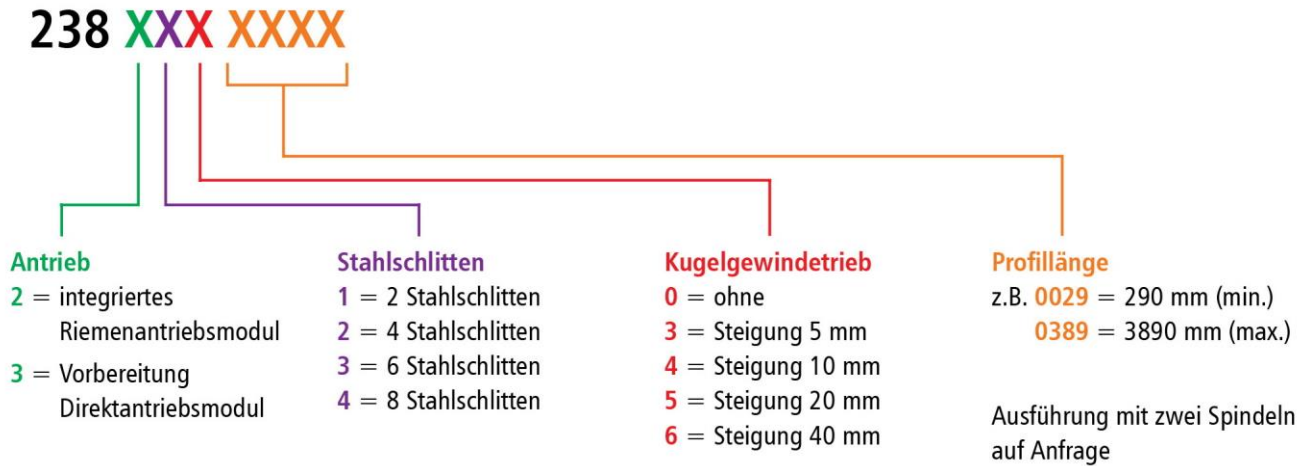 238 XXX XXXX
Antrieb
2 = integriertes
Riemenantriebsmodul
3 = Vorbereitung
Direktantriebsmodul
Stahlschlitten
1 = 2 Stahlschlitten
2 = 4 Stahlschlitten
3 = 6 Stahlschlitten
4 = 8 Stahlschlitten
Kugelgewindetrieb
0 = ohne
3 = Steigung 5 mm
4 = Steigung 10 mm
5 = Steigung 20 mm
6 = Steigung 40 mm
Profillänge
z.B. 0029 = 290 mm (min.)
0389 = 3890 mm (max.)
Ausführung mit zwei Spindeln
auf Anfrage